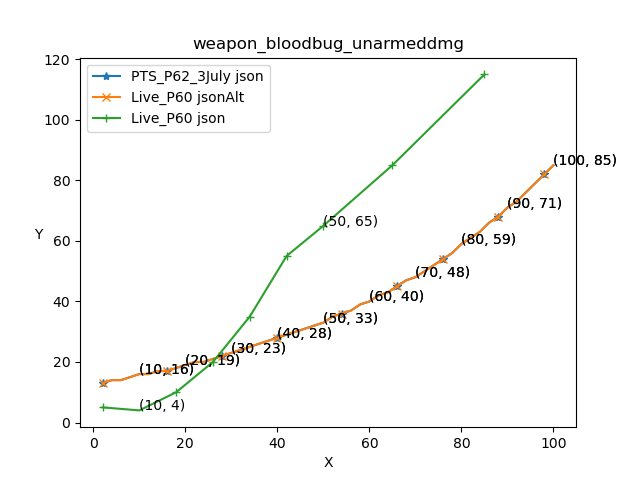 weapon_bloodbug_unarmeddmg
120
PTS_P62_3July json
Live_P60 jsonAlt
Live_P60 json
100
(100, 85)
80
(90, 71)
(50, 65)
Y
60
(80, 59)
(70, 48)
40
(60, 40)
(50, 33)
(40, 28)
(30, 23)
20
(20, 19)
(10, 16)
(10, 4)
0
0 20 40 60 80 100
X